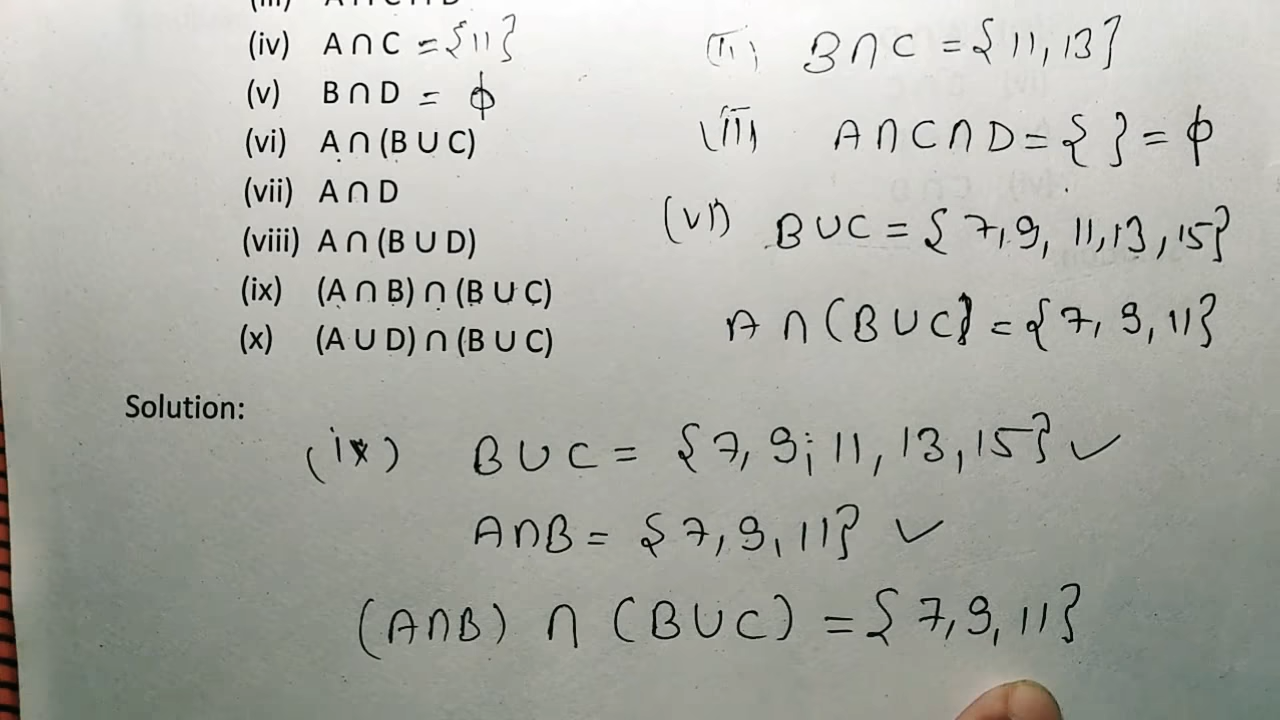 (iii) A ∩ C ∩ D
(iv) A ∩ C = {11}
(v) B ∩ D = ϕ
(vi) A ∩ (B ∪ C)
(vii) A ∩ D
(viii) A ∩ (B ∪ D)
(ix) (A ∩ B) ∩ (B ∪ C)
(x) (A ∪ D) ∩ (B ∪ C)
(ii) B ∩ C = {11, 13}
(iii) A ∩ C ∩ D = { } = ϕ
(vi) B ∪ C = {7, 9, 11, 13, 15}
A ∩ (B ∪ C) = {7, 9, 11}
Solution:
(ix) B ∪ C = {7, 9, 11, 13, 15} ✓
A ∩ B = {7, 9, 11} ✓
(A ∩ B) ∩ (B ∪ C) = {7, 9, 11}